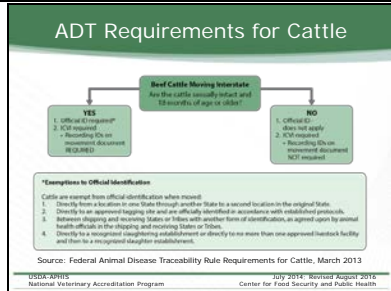 ADT Requirements for Cattle
Beef Cattle Moving Interstate
Are the cattle sexually intact and
18 months of age or older?
YES
1. Official ID required*
2. ICVI required
• Recording IDs on
movement document
REQUIRED
NO
1. Official ID -
does not apply
2. ICVI required
• Recording IDs on
movement document
NOT required
*Exemptions to Official Identification
Cattle are exempt from official identification when moved:
1. Directly from a location in one State through another State to a second location in the original State.
2. Directly to an approved tagging site and are officially identified in accordance with established protocols.
3. Between shipping and receiving States or Tribes with another form of identification, as agreed upon by animal
health officials in the shipping and receiving States or Tribes.
4. Directly to a recognized slaughtering establishment or directly to no more than one approved livestock facility
and then to a recognized slaughter establishment.
Source: Federal Animal Disease Traceability Rule Requirements for Cattle, March 2013
USDA-APHIS
National Veterinary Accreditation Program
July 2014; Revised August 2016
Center for Food Security and Public Health